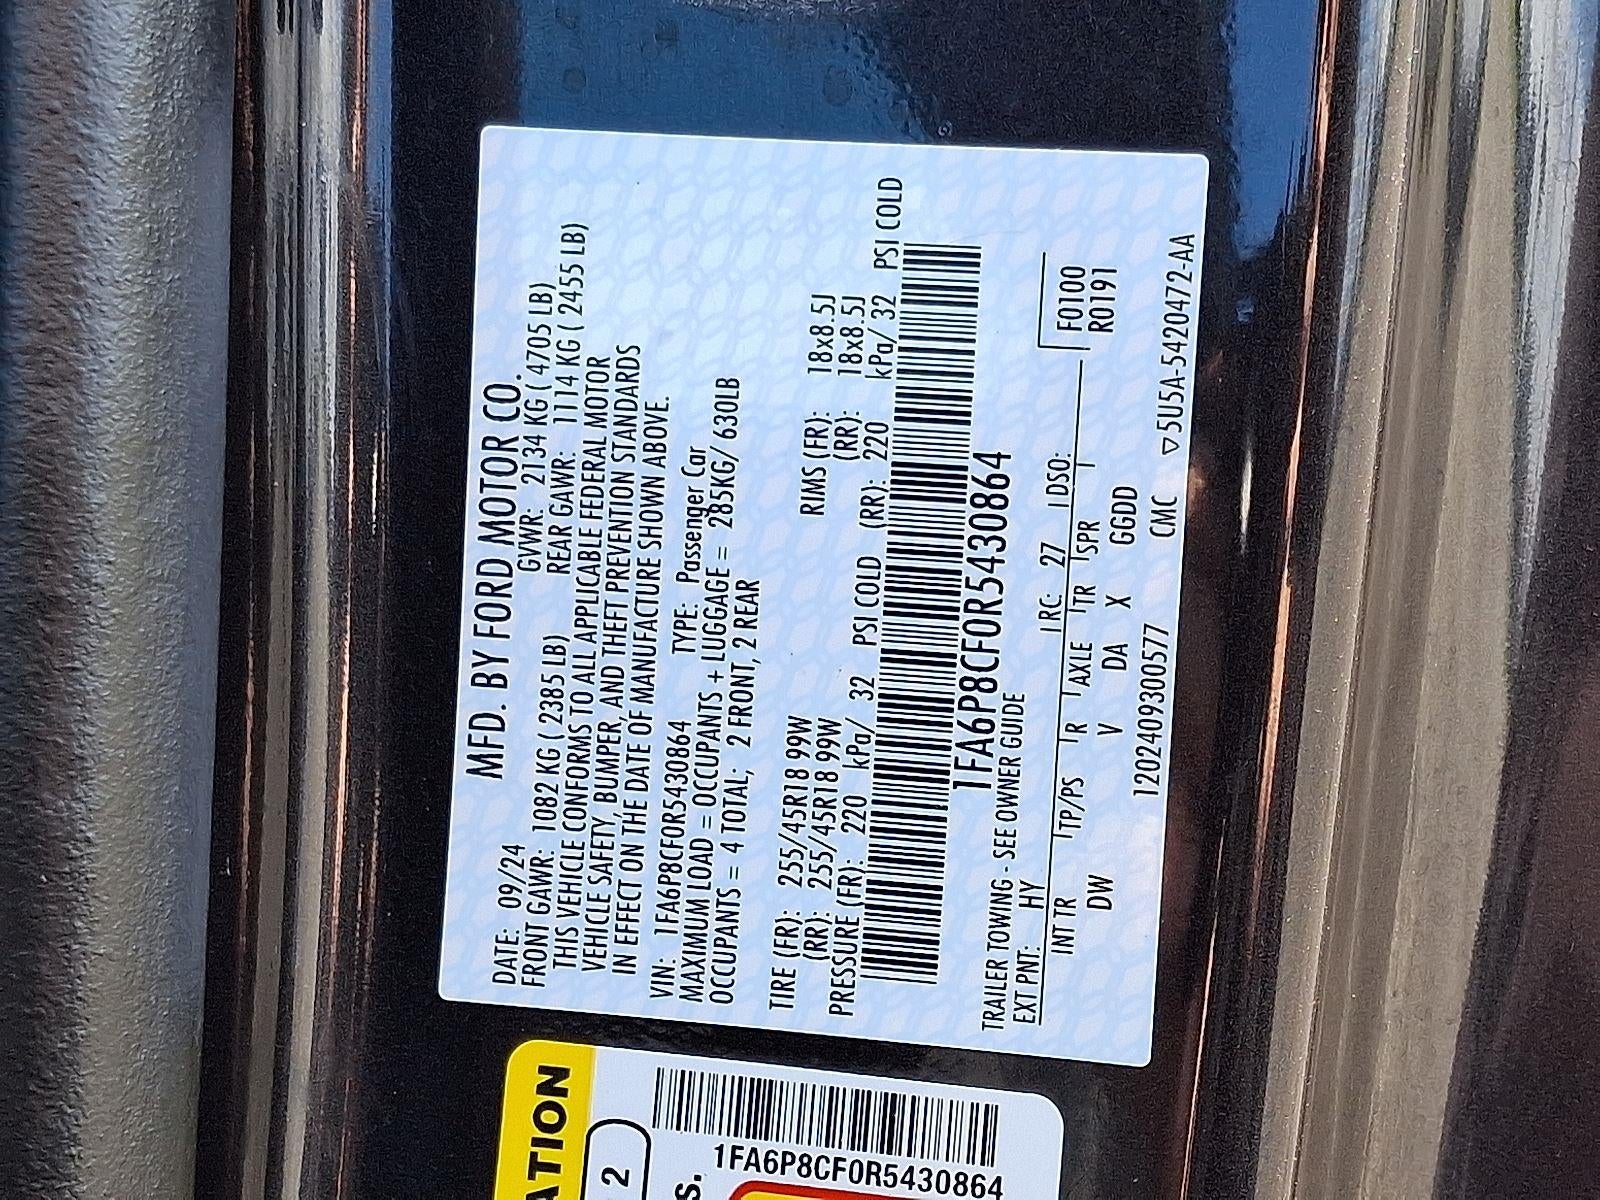 MFD. BY FORD MOTOR CO.
DATE: 09/24 GVWR: 2134 KG ( 4705 LB)
FRONT GAWR: 1082 KG ( 2385 LB) REAR GAWR: 1114 KG ( 2455 LB)
THIS VEHICLE CONFORMS TO ALL APPLICABLE FEDERAL MOTOR
VEHICLE SAFETY, BUMPER, AND THEFT PREVENTION STANDARDS
IN EFFECT ON THE DATE OF MANUFACTURE SHOWN ABOVE.
VIN: 1FA6P8CF0R5430864 TYPE: Passenger Car
MAXIMUM LOAD = OCCUPANTS + LUGGAGE = 285KG/ 630LB
OCCUPANTS = 4 TOTAL; 2 FRONT, 2 REAR
TIRE (FR): 255/45R18 99W RIMS (FR): 18x8.5J
(RR): 255/45R18 99W (RR): 18x8.5J
PRESSURE (FR): 220 kPa/ 32 PSI COLD (RR): 220 kPa/ 32 PSI COLD
1FA6P8CF0R5430864
TRAILER TOWING - SEE OWNER GUIDE
EXT PNT: HY RC: 27 DSO: F0100
INT TR TP/PS R AXLE TR SPR R0191
DW V DA X GGDD
1202409300577 CMC ▽5U5A-5420472-AA
ATION
2
S.
1FA6P8CF0R5430864